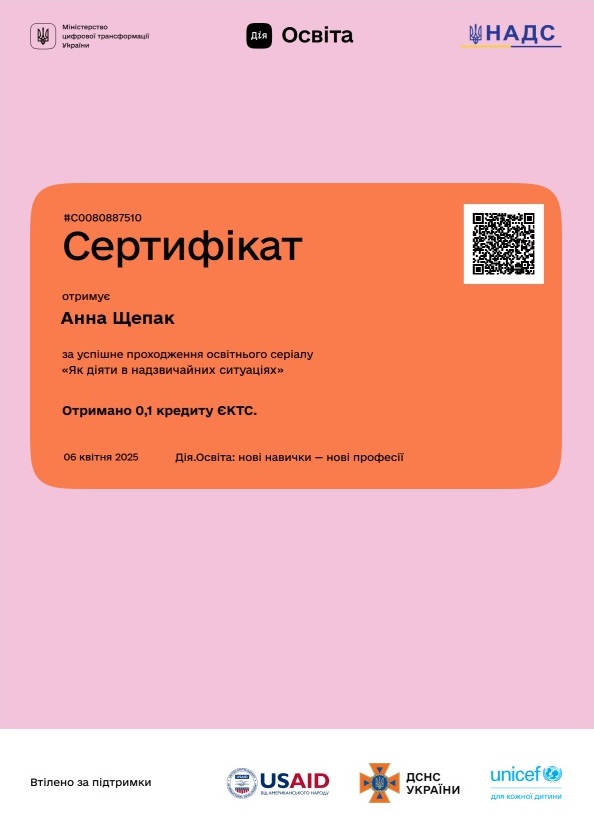 Міністерство
цифрової трансформації
України
Дія Освіта
НАДС
#C0080887510
Сертифікат
отримує
Анна Щепак
за успішне проходження освітнього серіалу
«Як діяти в надзвичайних ситуаціях»
Отримано 0,1 кредиту ЄКТС.
06 квітня 2025 Дія.Освіта: нові навички — нові професії
Втілено за підтримки
USAID
ВІД АМЕРИКАНСЬКОГО НАРОДУ
ДСНС
УКРАЇНИ
unicef
для кожної дитини